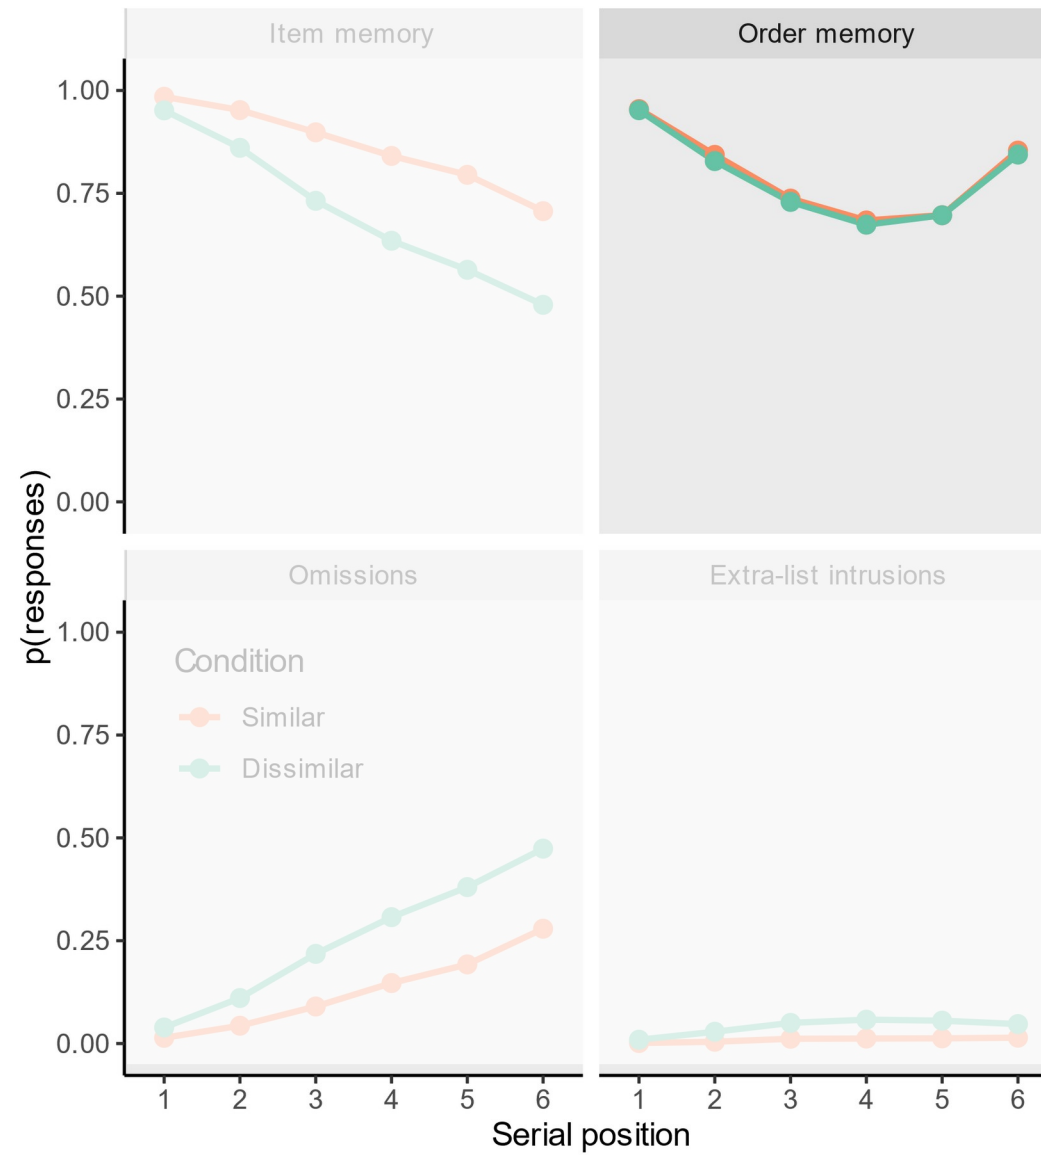 Item memory
Order memory
1.00
0.75
0.50
0.25
0.00
Omissions
Extra-list intrusions
p(responses)
1.00
0.75
0.50
0.25
0.00
Condition
Similar
Dissimilar
1 2 3 4 5 6
1 2 3 4 5 6
Serial position